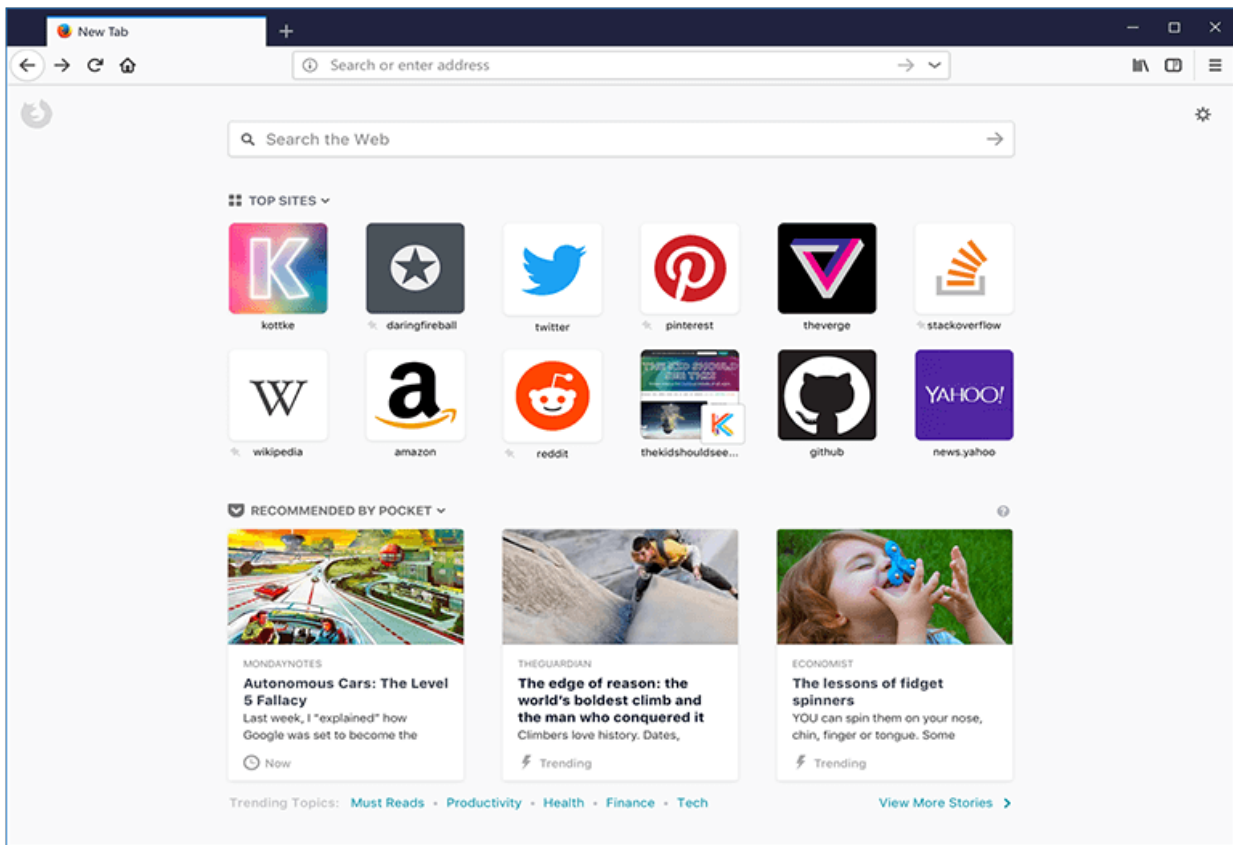 New Tab
Search or enter address
Search the Web
TOP SITES
K
kottke
daringfireball
twitter
pinterest
theverge
stackoverflow
W
a
YAHOO!
THE KID SHOULD
SEE THIS
K
wikipedia
amazon
reddit
thekidshouldsee...
github
news.yahoo
RECOMMENDED BY POCKET
MONDAYNOTES
Autonomous Cars: The Level
5 Fallacy
Last week, I "explained" how
Google was set to become the
Now
THEGUARDIAN
The edge of reason: the
world's boldest climb and
the man who conquered it
Climbers love history. Dates,
Trending
ECONOMIST
The lessons of fidget
spinners
YOU can spin them on your nose,
chin, finger or tongue. Some
Trending
Trending Topics: Must Reads • Productivity • Health • Finance • Tech
View More Stories